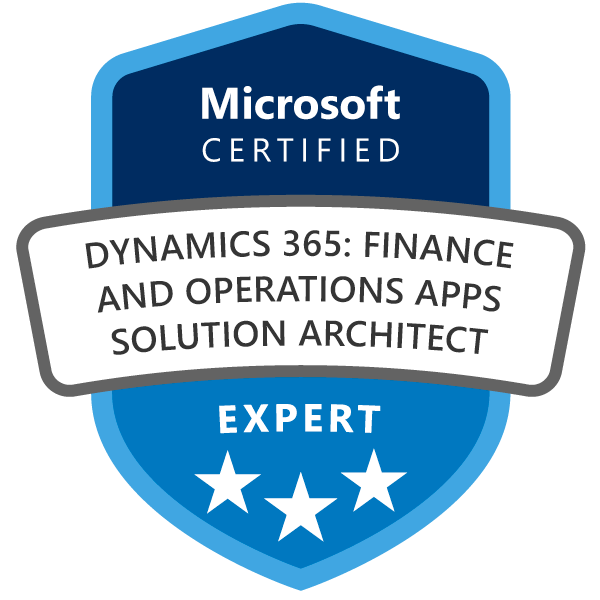 Microsoft
CERTIFIED
DYNAMICS 365: FINANCE
AND OPERATIONS APPS
SOLUTION ARCHITECT
EXPERT